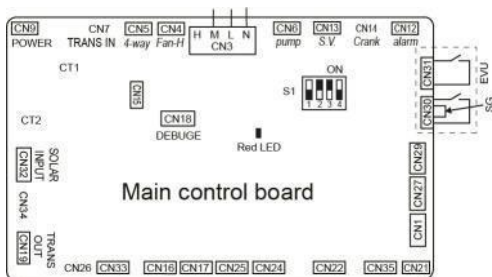 CN9 CN7 CN5 CN4 H M L N CN6 CN13 CN14 CN12
POWER TRANS IN 4-way Fan-H CN3 pump S.V. Crank alarm
CT1
ON
S1
1 2 3 4
CN31
EVU
CN30
SG
CN15
CN18
DEBUGE
CT2
Red LED
SOLAR
INPUT
CN32
Main control board
CN29
CN27
CN1
CN34
TRANS
OUT
CN19
CN26 CN33 CN16 CN17 CN25 CN24 CN22 CN35 CN21